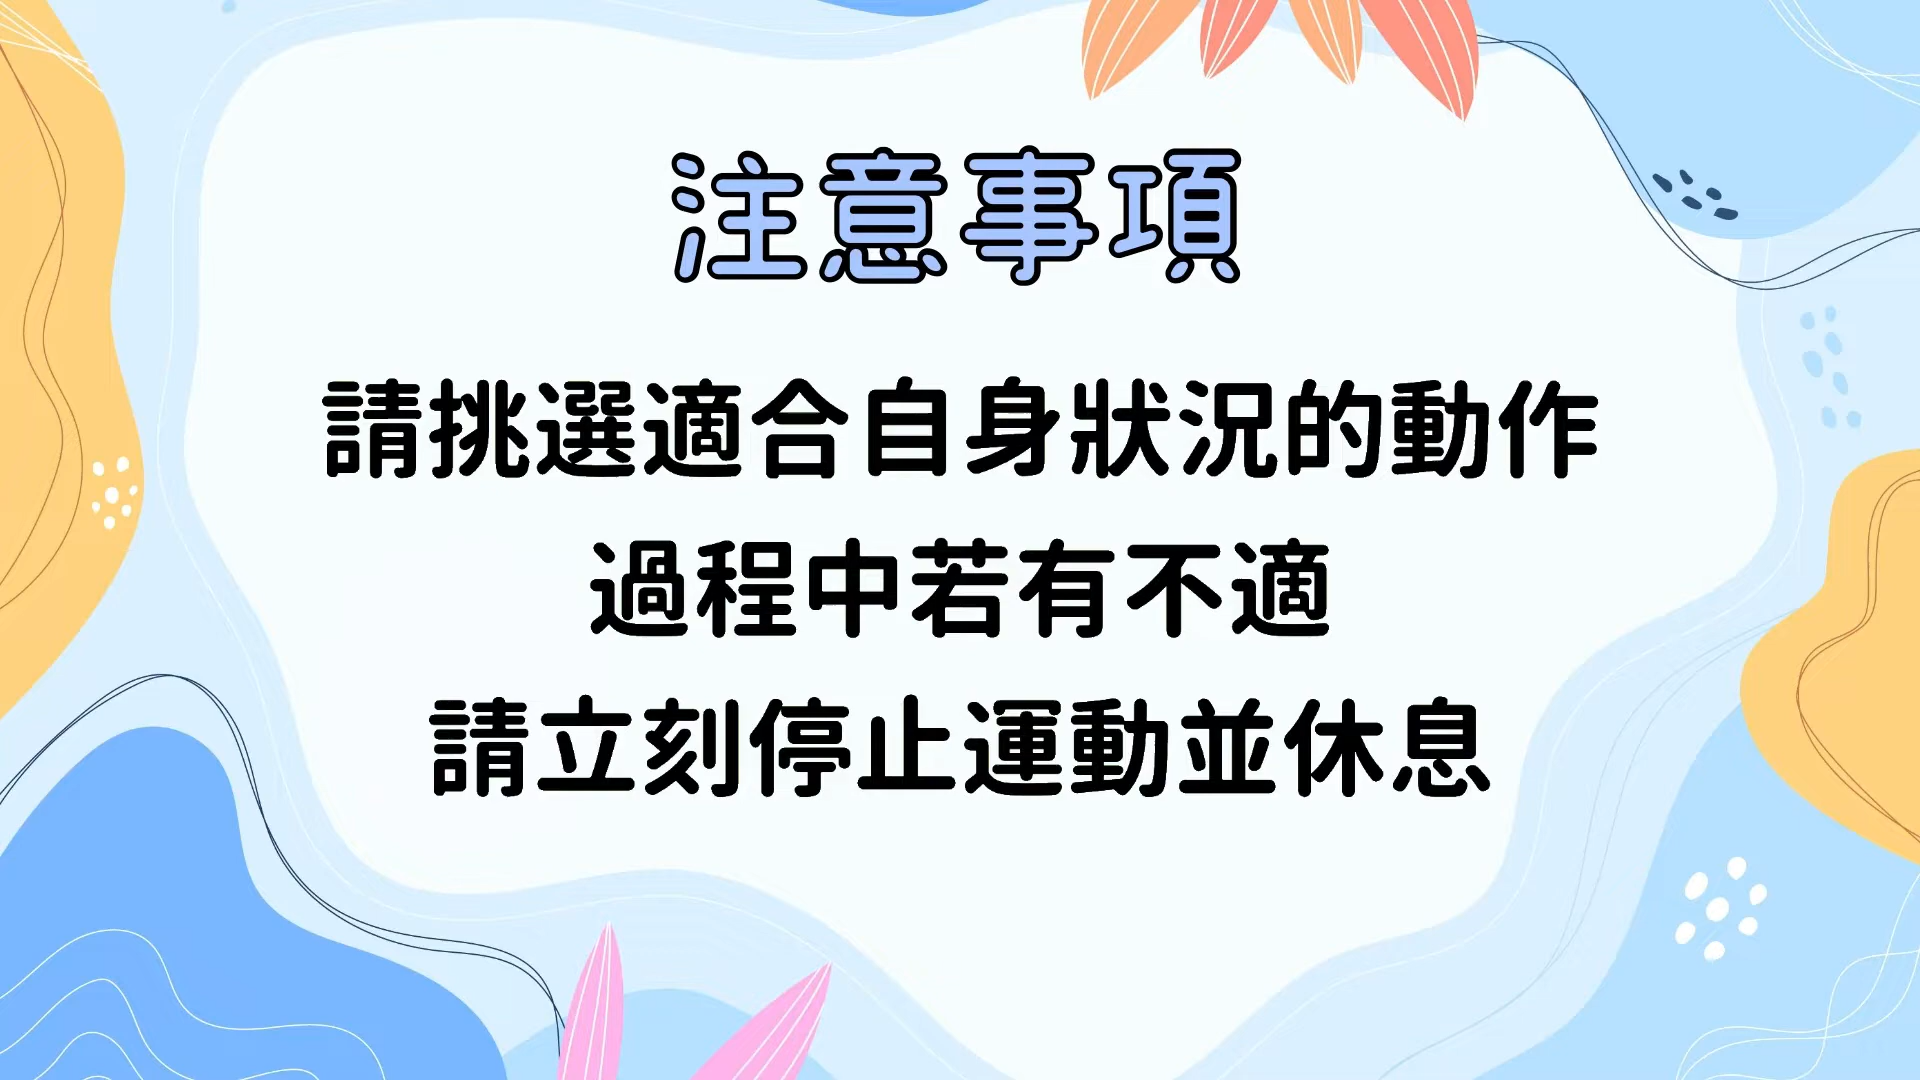 注意事項
請挑選適合自身狀況的動作
過程中若有不適
請立刻停止運動並休息